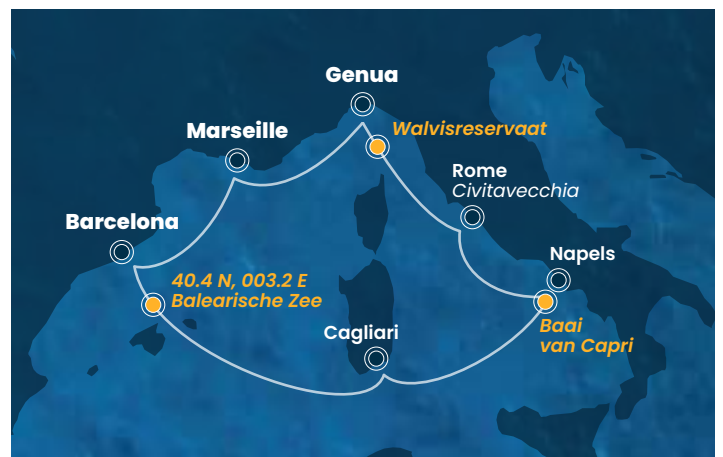 Genua
Walvisreservaat
Marseille
Rome
Civitavecchia
Barcelona
Napels
40.4 N, 003.2 E
Balearische Zee
Baai
van Capri
Cagliari